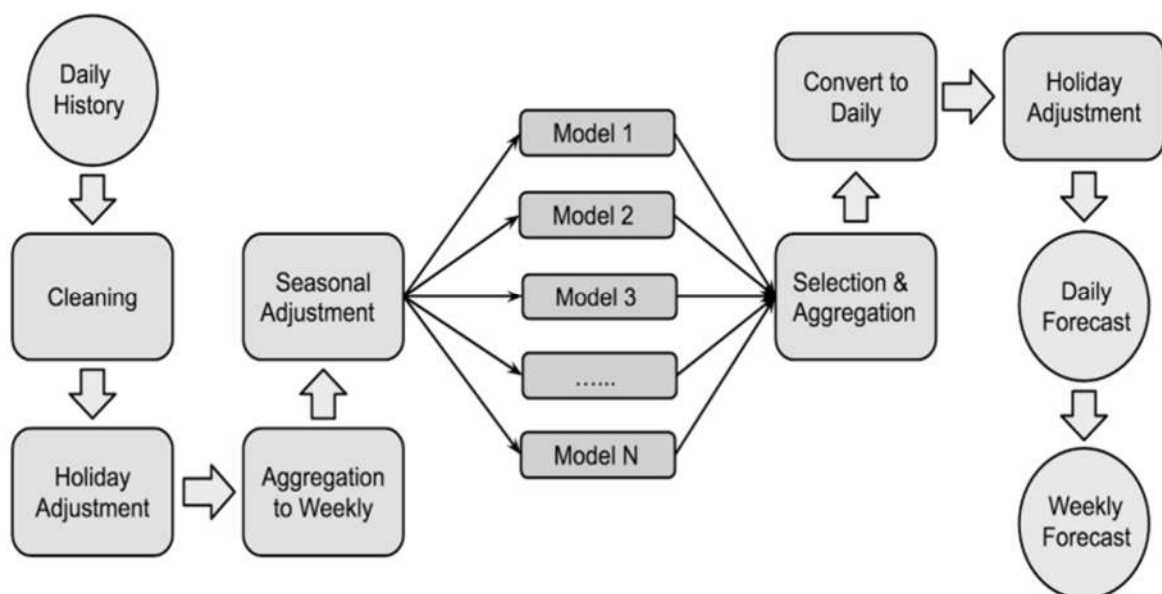 Daily
History
Cleaning
Holiday
Adjustment
Aggregation
to Weekly
Seasonal
Adjustment
Model 1
Model 2
Model 3
......
Model N
Selection &
Aggregation
Convert to
Daily
Holiday
Adjustment
Daily
Forecast
Weekly
Forecast